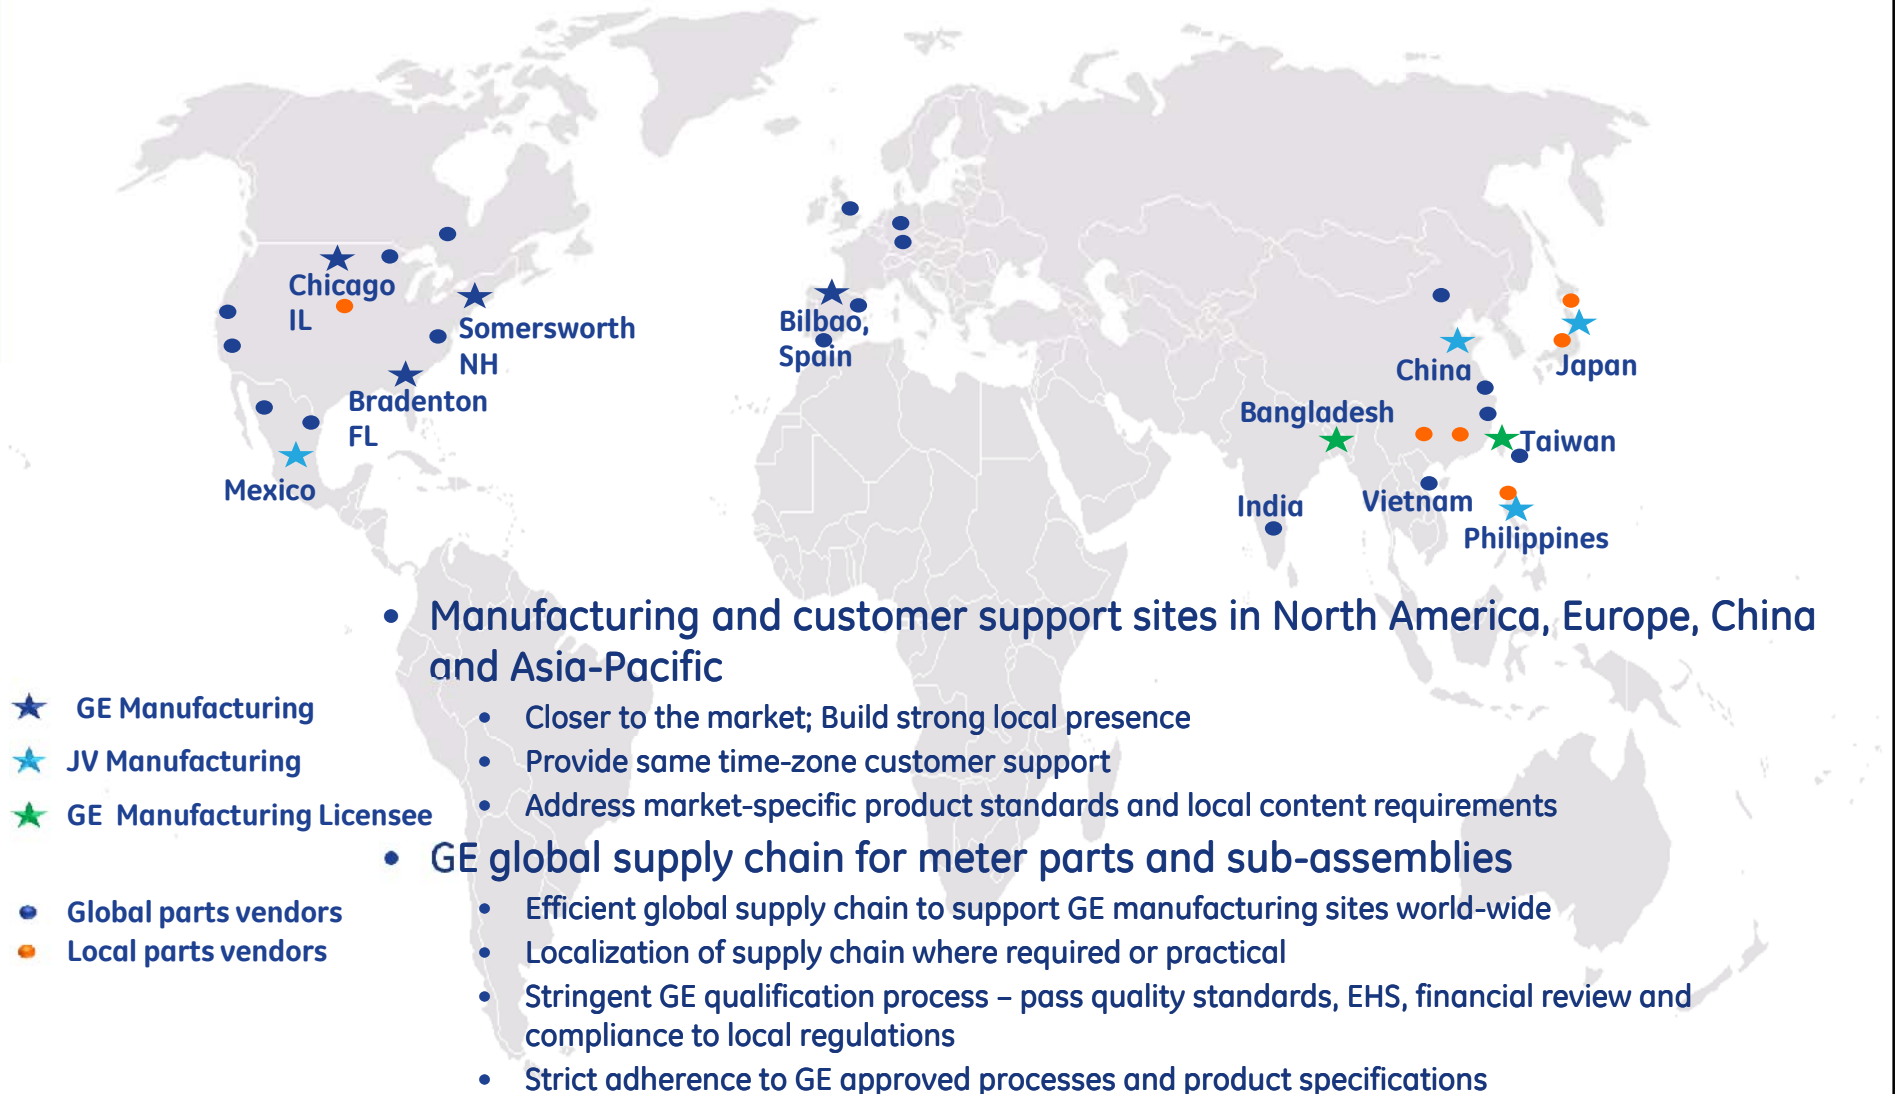 Chicago
IL
Somersworth
NH
Bradenton
FL
Mexico
Bilbao,
Spain
China
Japan
Bangladesh
Taiwan
India
Vietnam
Philippines
• Manufacturing and customer support sites in North America, Europe, China
and Asia-Pacific
• Closer to the market; Build strong local presence
• Provide same time-zone customer support
• Address market-specific product standards and local content requirements
• GE global supply chain for meter parts and sub-assemblies
• Efficient global supply chain to support GE manufacturing sites world-wide
• Localization of supply chain where required or practical
• Stringent GE qualification process – pass quality standards, EHS, financial review and
compliance to local regulations
• Strict adherence to GE approved processes and product specifications
GE Manufacturing
JV Manufacturing
GE Manufacturing Licensee
Global parts vendors
Local parts vendors